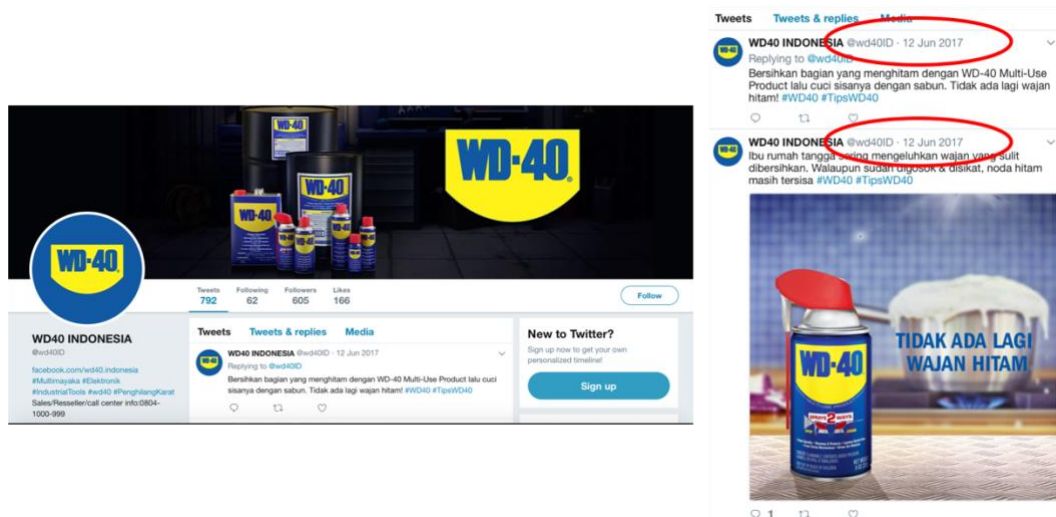 WD-40
WD-40
WD-40
WD-40
WD-40
Tweets Following Followers Likes
792 62 605 166
Follow
WD40 INDONESIA
@wd40ID
facebook.com/wd40.indonesia
#Multimayaka #Elektronik
#IndustrialTools #wd40 #PenghilangKarat
Sales/Resseller/call center info:0804-
1000-999
Tweets Tweets & replies Media
WD40 INDONESIA @wd40ID · 12 Jun 2017
Replying to @wd40ID
Bersihkan bagian yang menghitam dengan WD-40 Multi-Use Product lalu cuci
sisanya dengan sabun. Tidak ada lagi wajan hitam! #WD40 #TipsWD40
New to Twitter?
Sign up now to get your own
personalized timeline!
Sign up
Tweets Tweets & replies Media
WD40 INDONESIA @wd40ID · 12 Jun 2017
Replying to @wd40ID
Bersihkan bagian yang menghitam dengan WD-40 Multi-Use
Product lalu cuci sisanya dengan sabun. Tidak ada lagi wajan
hitam! #WD40 #TipsWD40
WD40 INDONESIA @wd40ID · 12 Jun 2017
Ibu rumah tangga sering mengeluhkan wajan yang sulit
dibersihkan. Walaupun sudah digosok & disikat, noda hitam
masih tersisa #WD40 #TipsWD40
TIDAK ADA LAGI
WAJAN HITAM
WD-40
1